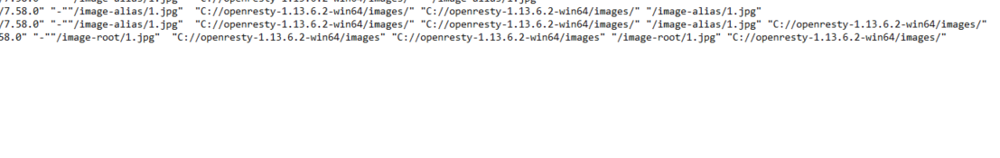 /7.58.0" "-""/image-alias/1.jpg"  "C://openresty-1.13.6.2-win64/images/" "C://openresty-1.13.6.2-win64/images/" "/image-alias/1.jpg"
/7.58.0" "-""/image-alias/1.jpg"  "C://openresty-1.13.6.2-win64/images/" "C://openresty-1.13.6.2-win64/images/" "/image-alias/1.jpg" "C://openresty-1.13.6.2-win64/images/"
58.0" "-""/image-root/1.jpg"  "C://openresty-1.13.6.2-win64/images" "C://openresty-1.13.6.2-win64/images" "/image-root/1.jpg" "C://openresty-1.13.6.2-win64/images/"